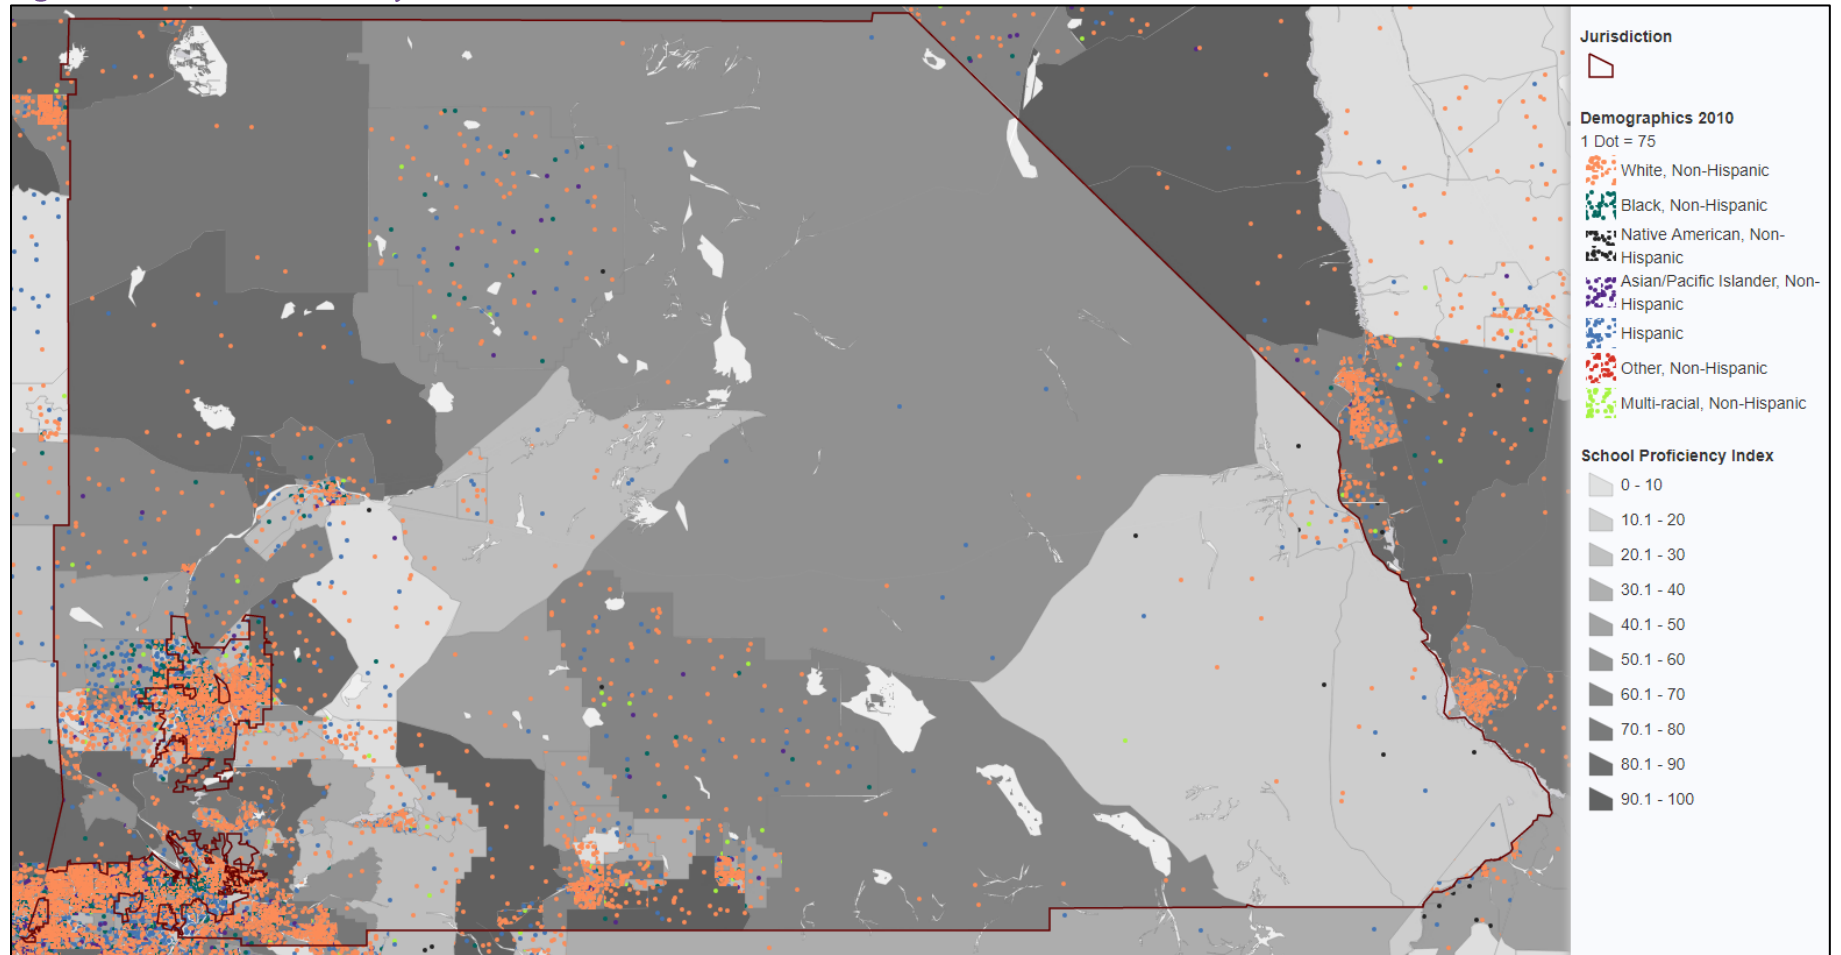 Jurisdiction
Demographics 2010
1 Dot = 75
White, Non-Hispanic
Black, Non-Hispanic
Native American, Non-
Hispanic
Asian/Pacific Islander, Non-
Hispanic
Hispanic
Other, Non-Hispanic
Multi-racial, Non-Hispanic
School Proficiency Index
0 - 10
10.1 - 20
20.1 - 30
30.1 - 40
40.1 - 50
50.1 - 60
60.1 - 70
70.1 - 80
80.1 - 90
90.1 - 100